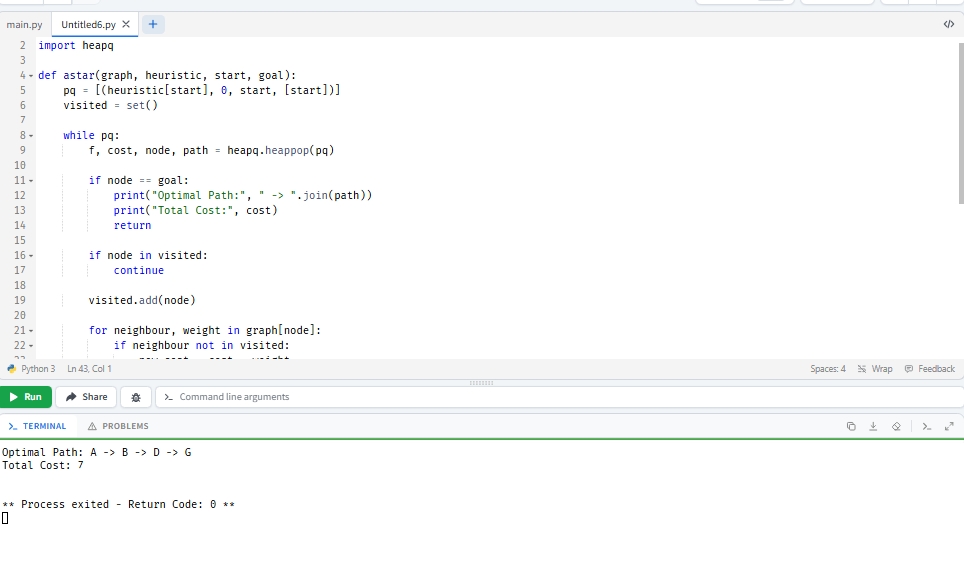 main.py
Untitled6.py
2 import heapq
3
4 def astar(graph, heuristic, start, goal):
5 pq = [(heuristic[start], 0, start, [start])]
6 visited = set()
7
8 while pq:
9 f, cost, node, path = heapq.heappop(pq)
10
11 if node == goal:
12 print("Optimal Path:", " -> ".join(path))
13 print("Total Cost:", cost)
14 return
15
16 if node in visited:
17 continue
18
19 visited.add(node)
20
21 for neighbour, weight in graph[node]:
22 if neighbour not in visited:
Python 3 Ln 43, Col 1 Spaces: 4 Wrap Feedback
Run Share Command line arguments
TERMINAL PROBLEMS
Optimal Path: A -> B -> D -> G
Total Cost: 7
** Process exited - Return Code: 0 **